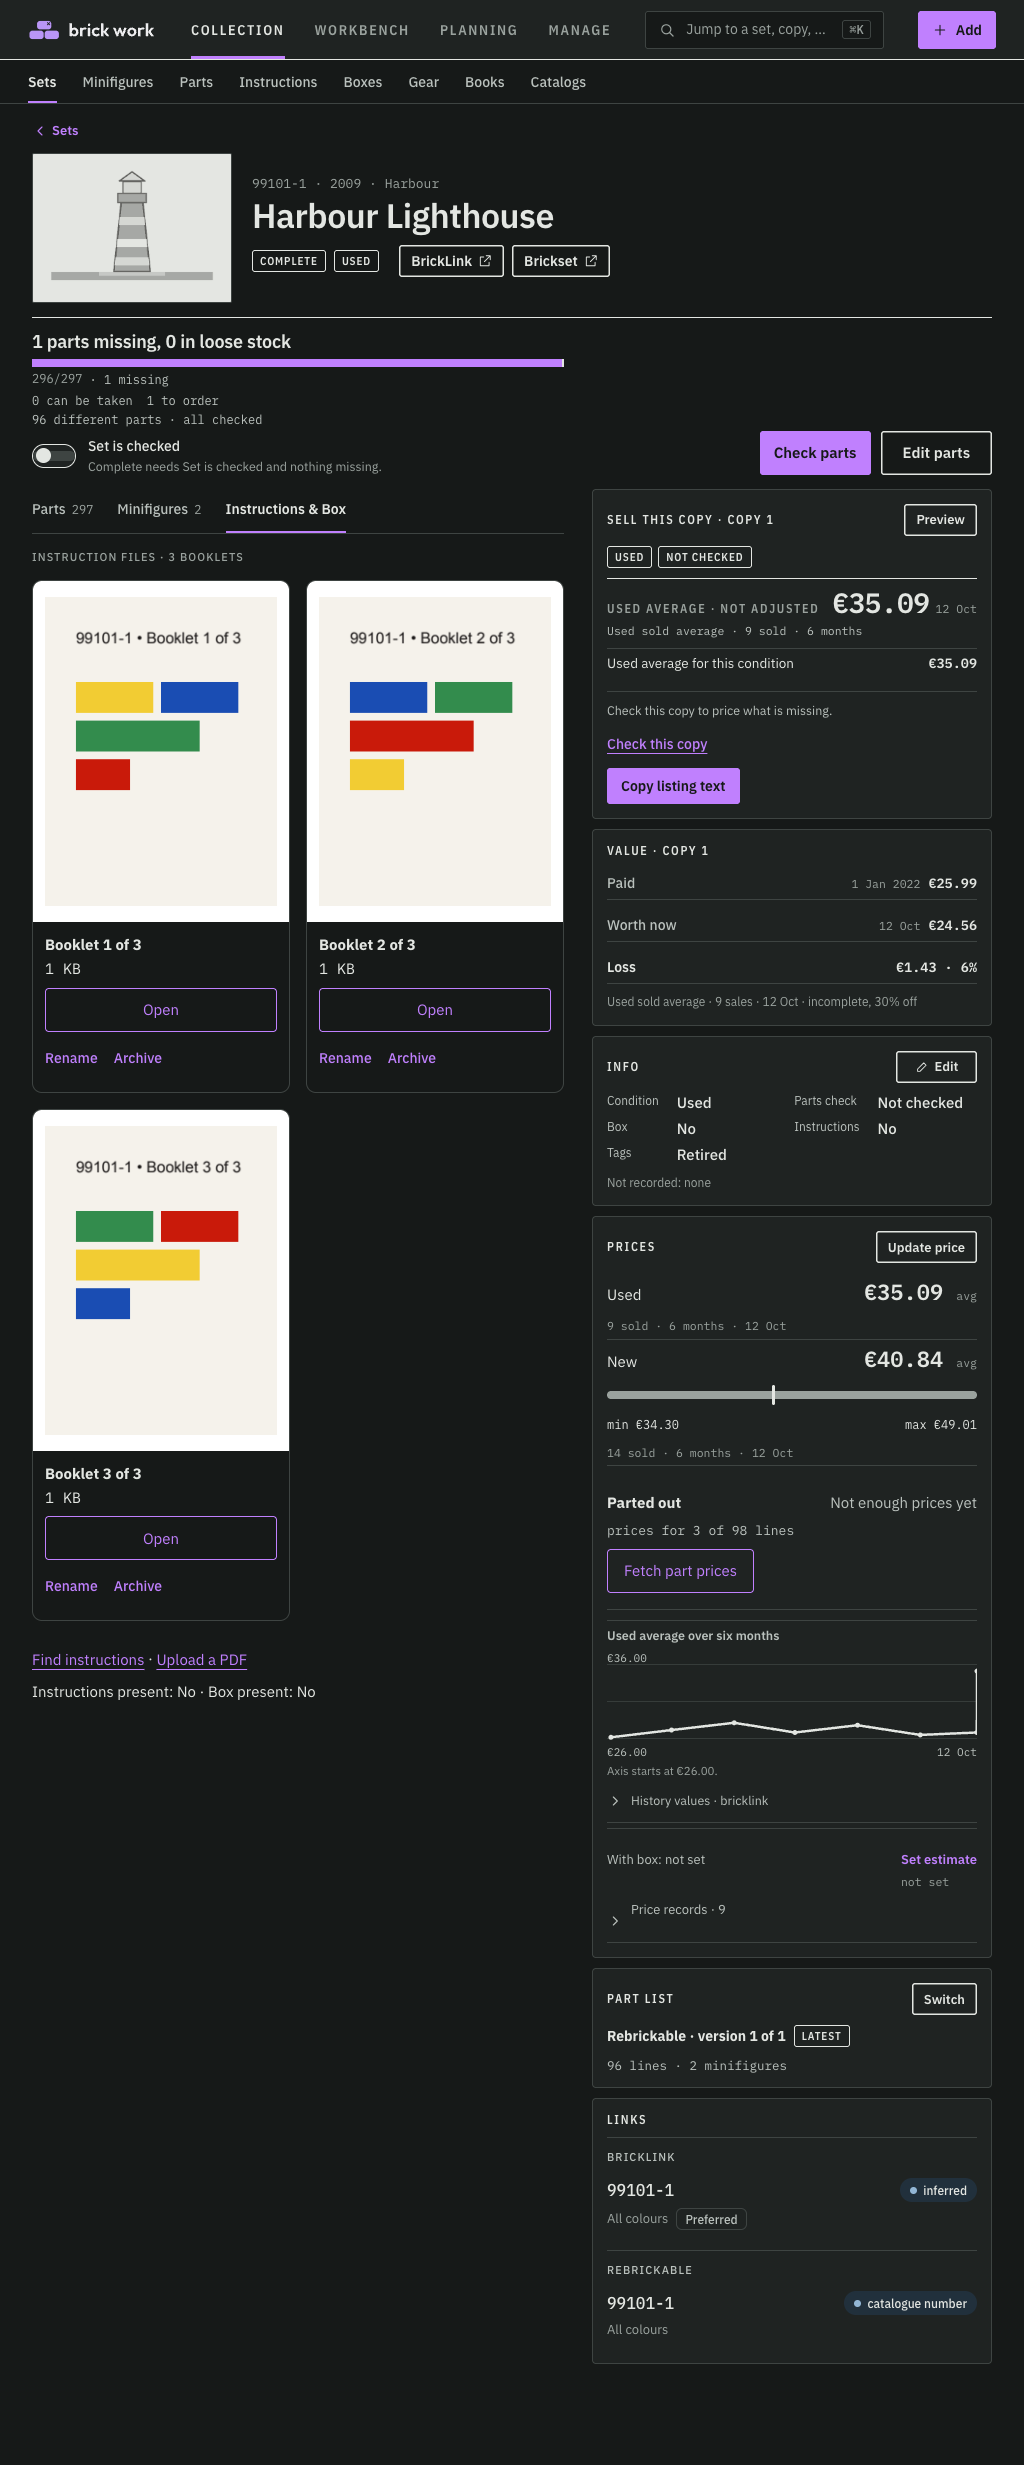 brick work
COLLECTION WORKBENCH PLANNING MANAGE
Jump to a set, copy, ... ⌘K
+ Add
Sets Minifigures Parts Instructions Boxes Gear Books Catalogs
Sets
99101-1 · 2009 · Harbour
Harbour Lighthouse
COMPLETE USED BrickLink Brickset
1 parts missing, 0 in loose stock
296/297 · 1 missing
0 can be taken 1 to order
96 different parts · all checked
Set is checked
Complete needs Set is checked and nothing missing.
Check parts Edit parts
Parts 297 Minifigures 2 Instructions & Box
INSTRUCTION FILES · 3 BOOKLETS
99101-1 • Booklet 1 of 3
Booklet 1 of 3
1 KB
Open
Rename Archive
99101-1 • Booklet 2 of 3
Booklet 2 of 3
1 KB
Open
Rename Archive
99101-1 • Booklet 3 of 3
Booklet 3 of 3
1 KB
Open
Rename Archive
Find instructions · Upload a PDF
Instructions present: No · Box present: No
SELL THIS COPY · COPY 1
Preview
USED NOT CHECKED
USED AVERAGE · NOT ADJUSTED €35.09 12 Oct
Used sold average · 9 sold · 6 months
Used average for this condition €35.09
Check this copy to price what is missing.
Check this copy
Copy listing text
VALUE · COPY 1
Paid 1 Jan 2022 €25.99
Worth now 12 Oct €24.56
Loss €1.43 · 6%
Used sold average · 9 sales · 12 Oct · incomplete, 30% off
INFO
Edit
Condition Used Parts check Not checked
Box No Instructions No
Tags Retired
Not recorded: none
PRICES
Update price
Used €35.09 avg
9 sold · 6 months · 12 Oct
New €40.84 avg
min €34.30 max €49.01
14 sold · 6 months · 12 Oct
Parted out Not enough prices yet
prices for 3 of 98 lines
Fetch part prices
Used average over six months
€36.00
€26.00 12 Oct
Axis starts at €26.00.
History values · bricklink
With box: not set Set estimate
not set
Price records · 9
PART LIST
Switch
Rebrickable · version 1 of 1 LATEST
96 lines · 2 minifigures
LINKS
BRICKLINK
99101-1 inferred
All colours Preferred
REBRICKABLE
99101-1 catalogue number
All colours